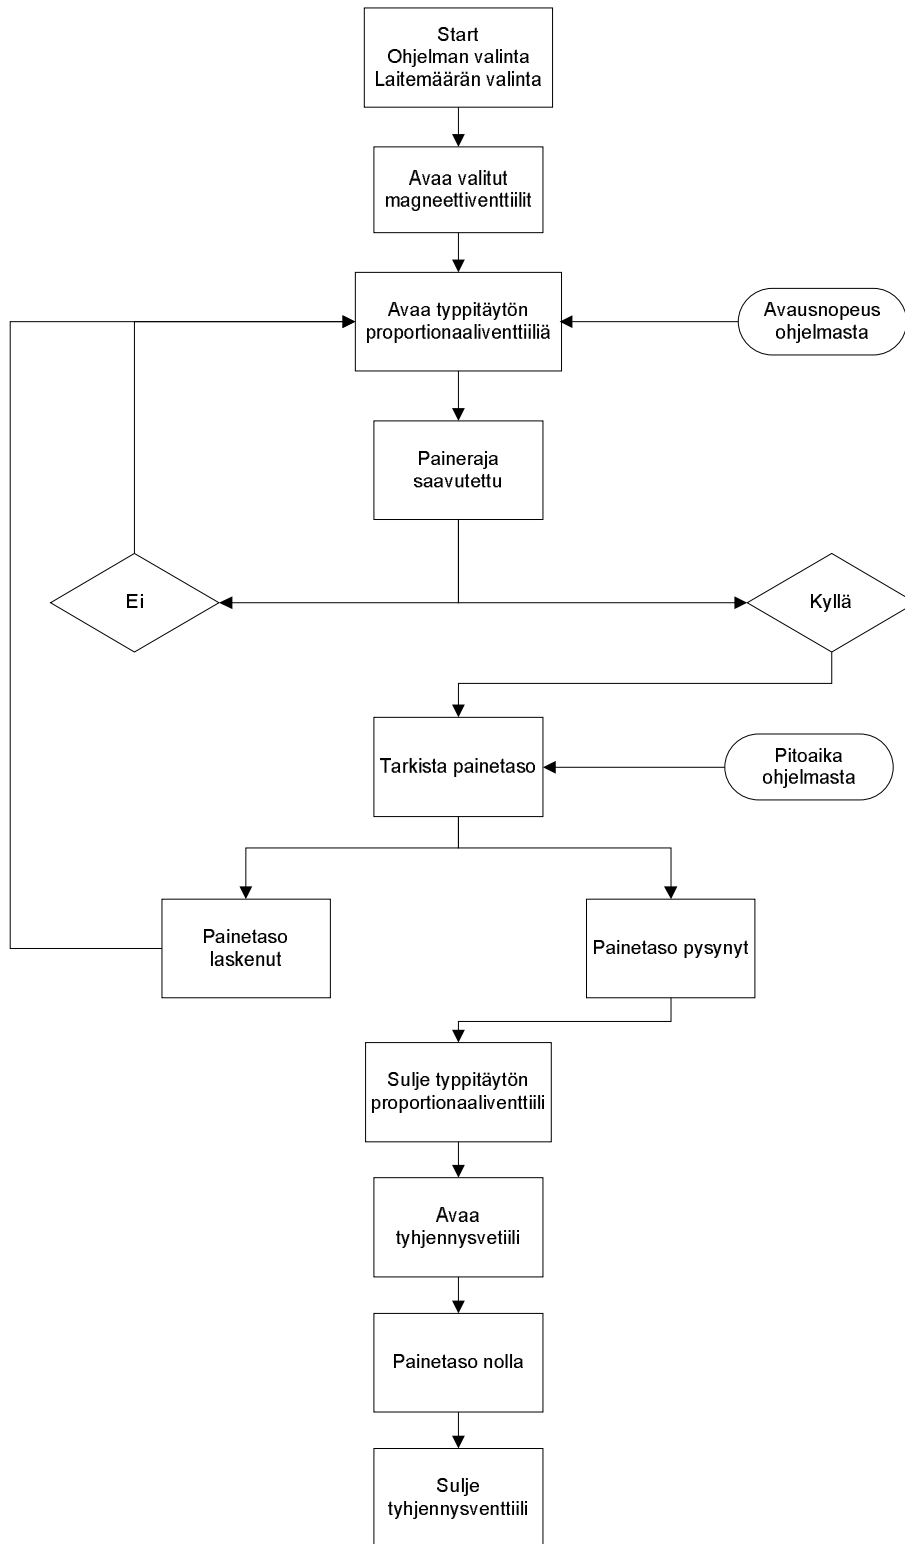 Start
Ohjelman valinta
Laitemäärän valinta
Avaa valitut
magneettiventtiilit
Avaa typpitäytön
proportionaaliventtiiliä
Avausnopeus
ohjelmasta
Paineraja
saavutettu
Ei
Kyllä
Tarkista painetaso
Pitoaika
ohjelmasta
Painetaso
laskenut
Painetaso pysynyt
Sulje typpitäytön
proportionaaliventtiili
Avaa
tyhjennysvetiili
Painetaso nolla
Sulje
tyhjennysventtiili